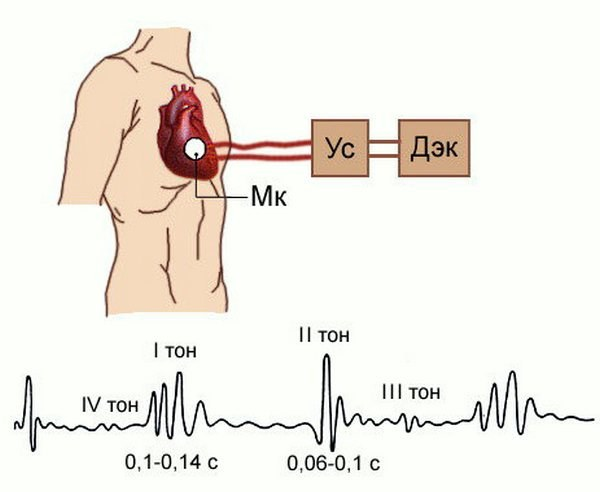 Ус
Дэк
Мк
II тон
I тон
IV тон
III тон
0,1-0,14 с
0,06-0,1 с